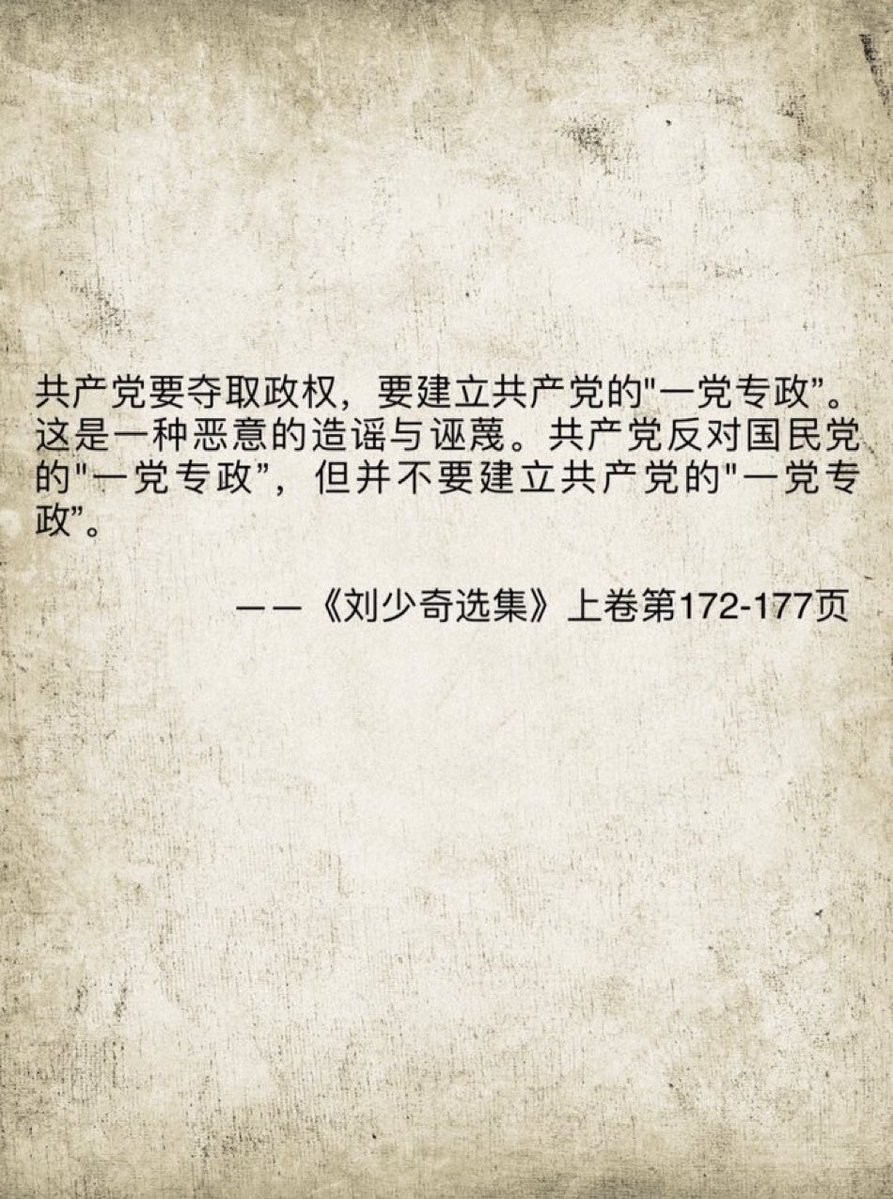 共产党要夺取政权，要建立共产党的"一党专政”。
这是一种恶意的造谣与诬蔑。共产党反对国民党
的"一党专政”，但并不要建立共产党的"一党专
政”。
——《刘少奇选集》上卷第172-177页